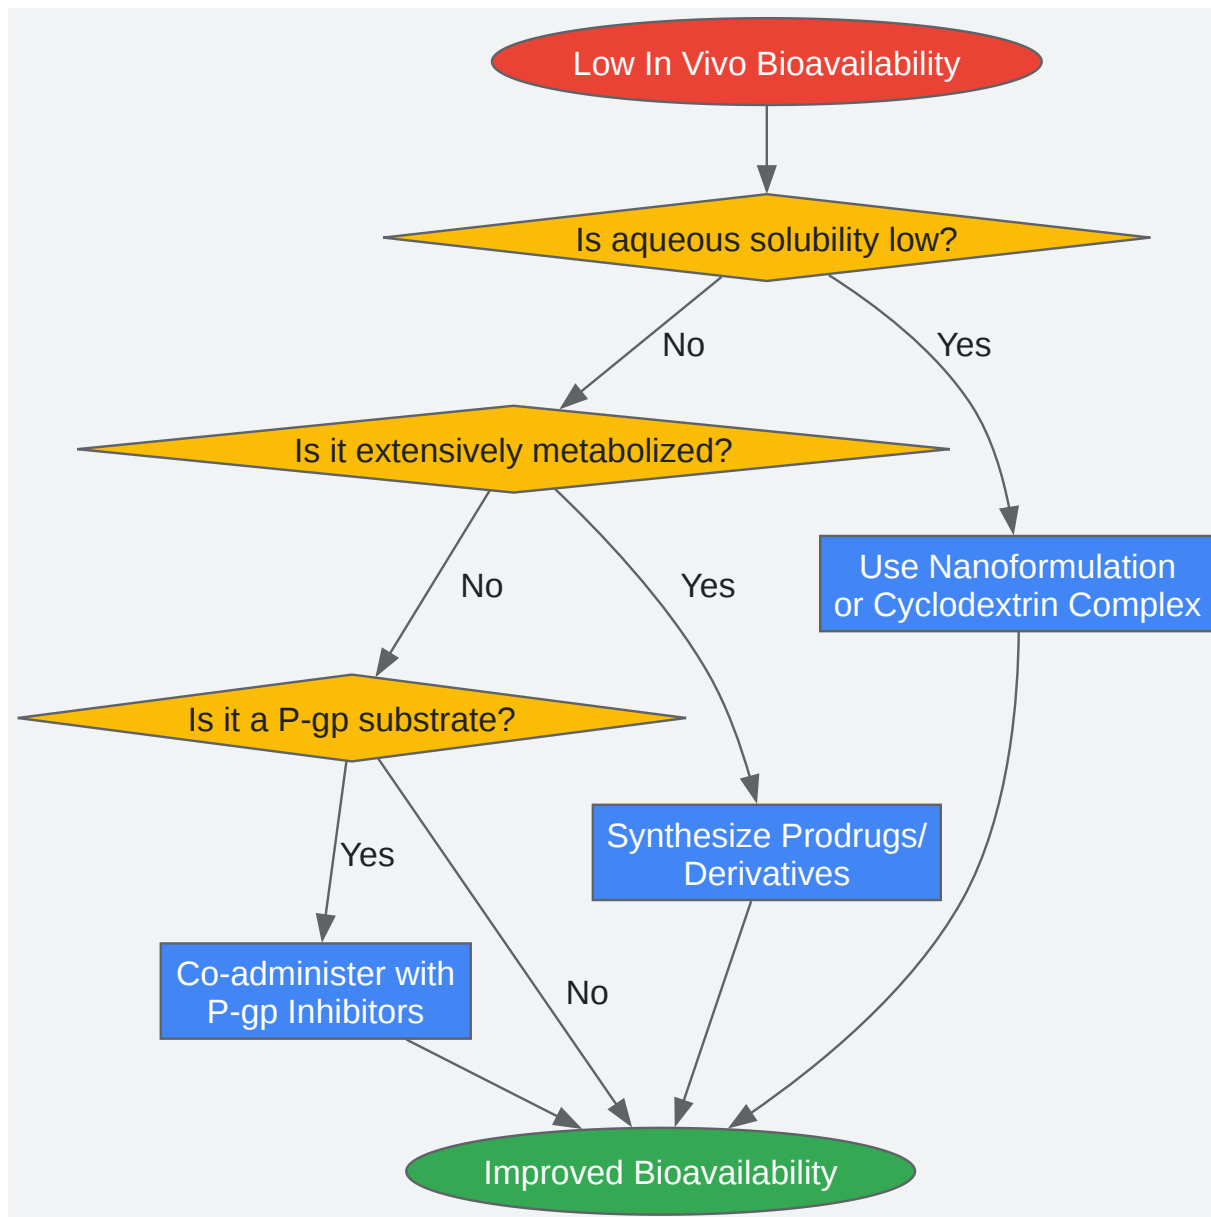 Low In Vivo Bioavailability
Is aqueous solubility low?
No
Yes
Is it extensively metabolized?
Use Nanoformulation
or Cyclodextrin Complex
No
Yes
Is it a P-gp substrate?
Synthesize Prodrugs/
Derivatives
Yes
Co-administer with
P-gp Inhibitors
No
Improved Bioavailability